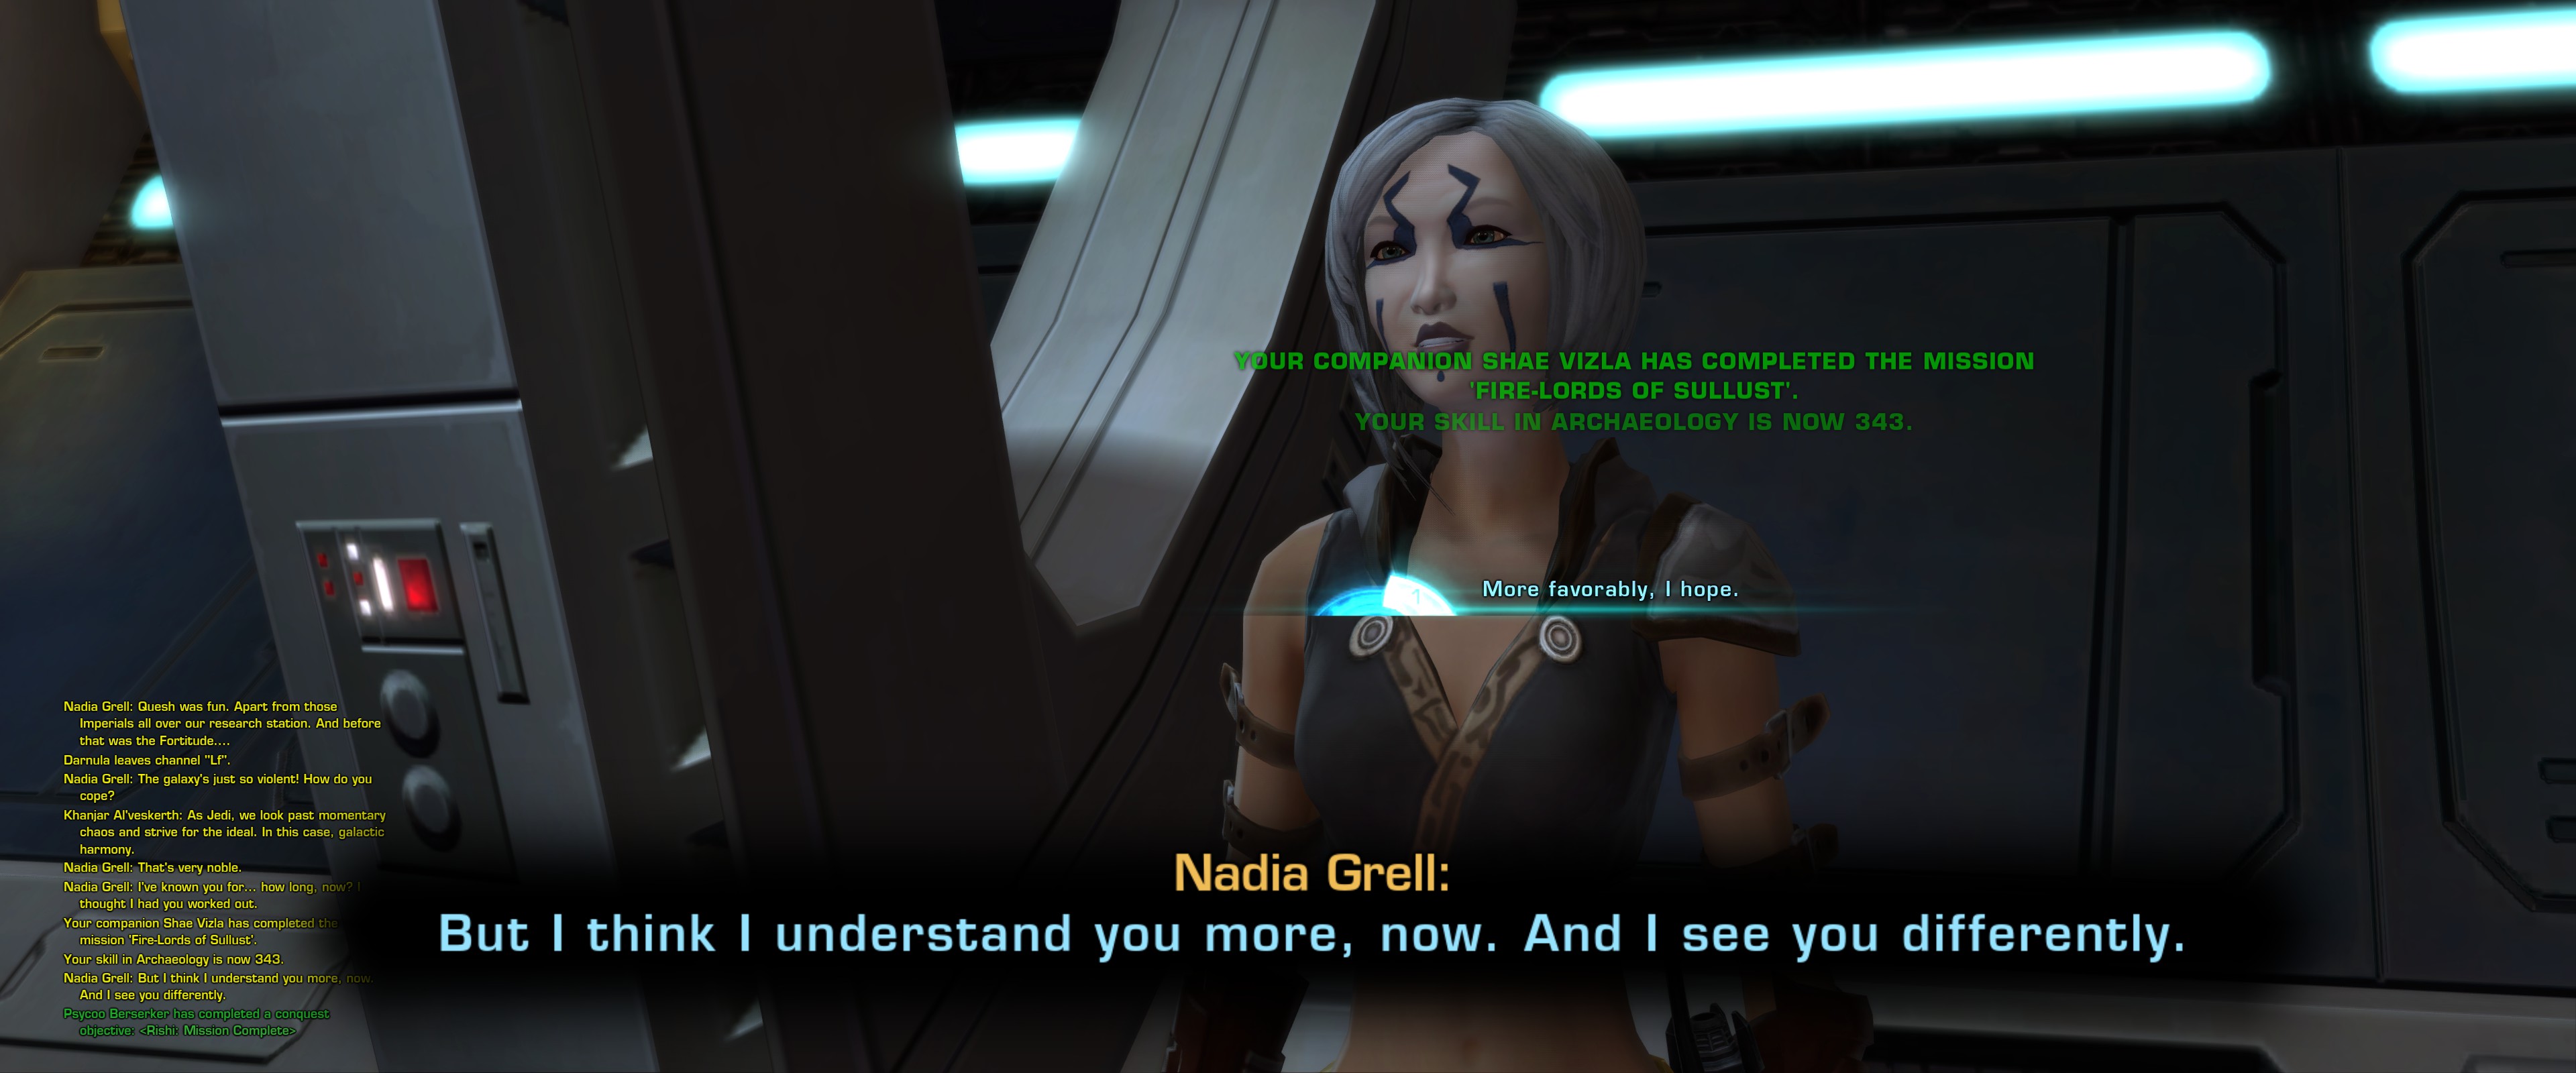 YOUR COMPANION SHAE VIZLA HAS COMPLETED THE MISSION
'FIRE-LORDS OF SULLUST'.
YOUR SKILL IN ARCHAEOLOGY IS NOW 343.
1
More favorably, I hope.
Nadia Grell: Quesh was fun. Apart from those
Imperials all over our research station. And before
that was the Fortitude....
Darnula leaves channel "Lf".
Nadia Grell: The galaxy's just so violent! How do you
cope?
Khanjar Al'veskerth: As Jedi, we look past momentary
chaos and strive for the ideal. In this case, galactic
harmony.
Nadia Grell: That's very noble.
Nadia Grell: I've known you for... how long, now? I
thought I had you worked out.
Your companion Shae Vizla has completed the
mission 'Fire-Lords of Sullust'.
Your skill in Archaeology is now 343.
Nadia Grell: But I think I understand you more, now.
And I see you differently.
Psycoo Berserker has completed a conquest
objective: <Rishi: Mission Complete>
Nadia Grell:
But I think I understand you more, now. And I see you differently.